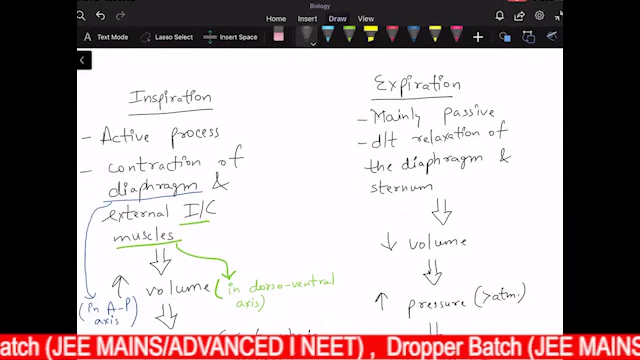 Biology
Home Insert Draw View
Text Mode Lasso Select Insert Space
Inspiration
- Active process
- contraction of
diaphragm &
external I/C
muscles
↑ volume (in dorso-ventral
axis)
(In A-P
axis)
Expiration
- Mainly passive
- d/t relaxation of
the diaphragm &
sternum
↓ volume
↑ pressure (>atm.)
atch (JEE MAINS/ADVANCED I NEET) , Dropper Batch (JEE MAINS